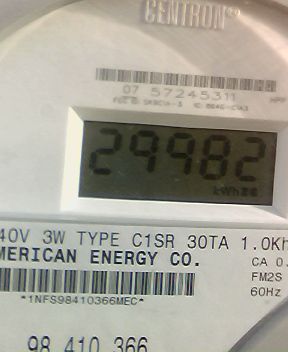 CENTRON®
07 57245311
29982
kWh
40V 3W TYPE C1SR 30TA 1.0Kh
MERICAN ENERGY CO.
CA 0.
FM2S
*1NFS98410366MEC*
60Hz
98 410 366